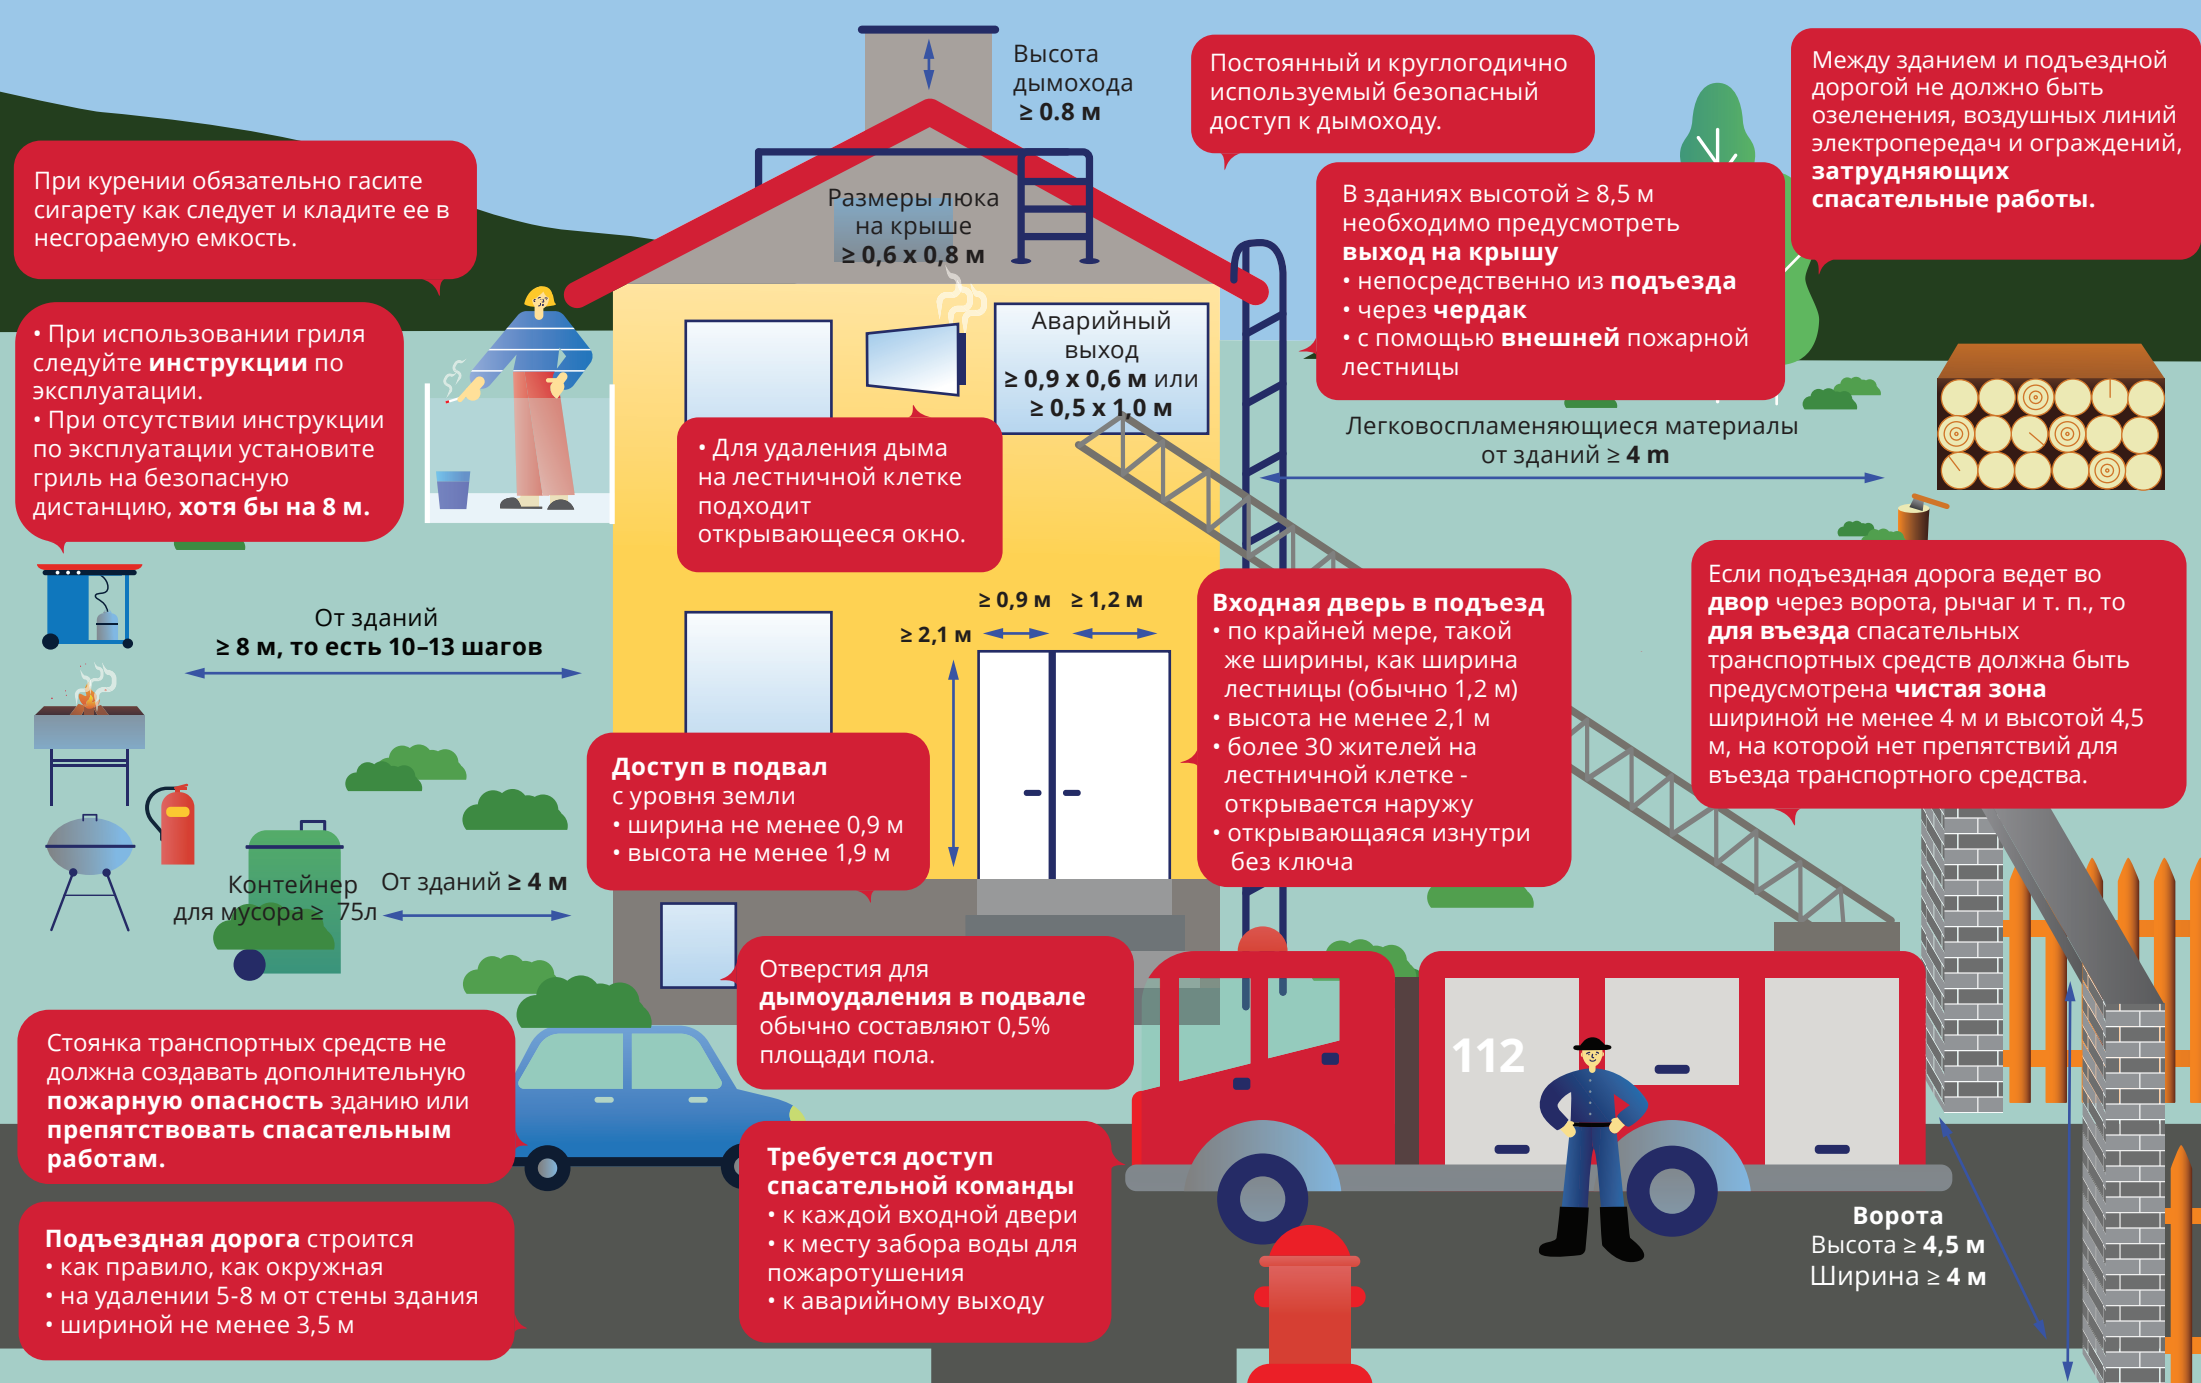 Высота
дымохода
≥ 0.8 м
Постоянный и круглогодично
используемый безопасный
доступ к дымоходу.
Между зданием и подъездной
дорогой не должно быть
озеленения, воздушных линий
электропередач и ограждений,
затрудняющих
спасательные работы.
При курении обязательно гасите
сигарету как следует и кладите ее в
несгораемую емкость.
Размеры люка
на крыше
≥ 0,6 x 0,8 м
В зданиях высотой ≥ 8,5 м
необходимо предусмотреть
выход на крышу
• непосредственно из подъезда
• через чердак
• с помощью внешней пожарной
лестницы
• При использовании гриля
следуйте инструкции по
эксплуатации.
• При отсутствии инструкции
по эксплуатации установите
гриль на безопасную
дистанцию, хотя бы на 8 м.
Аварийный
выход
≥ 0,9 x 0,6 м или
≥ 0,5 x 1,0 м
Легковоспламеняющиеся материалы
от зданий ≥ 4 m
• Для удаления дыма
на лестничной клетке
подходит
открывающееся окно.
От зданий
≥ 8 м, то есть 10–13 шагов
≥ 0,9 м ≥ 1,2 м
≥ 2,1 м
Входная дверь в подъезд
• по крайней мере, такой
же ширины, как ширина
лестницы (обычно 1,2 м)
• высота не менее 2,1 м
• более 30 жителей на
лестничной клетке -
открывается наружу
• открывающаяся изнутри
без ключа
Если подъездная дорога ведет во
двор через ворота, рычаг и т. п., то
для въезда спасательных
транспортных средств должна быть
предусмотрена чистая зона
шириной не менее 4 м и высотой 4,5
м, на которой нет препятствий для
въезда транспортного средства.
Доступ в подвал
с уровня земли
• ширина не менее 0,9 м
• высота не менее 1,9 м
Контейнер
для мусора ≥ 75л
От зданий ≥ 4 м
Отверстия для
дымоудаления в подвале
обычно составляют 0,5%
площади пола.
Стоянка транспортных средств не
должна создавать дополнительную
пожарную опасность зданию или
препятствовать спасательным
работам.
112
Требуется доступ
спасательной команды
• к каждой входной двери
• к месту забора воды для
пожаротушения
• к аварийному выходу
Подъездная дорога строится
• как правило, как окружная
• на удалении 5-8 м от стены здания
• шириной не менее 3,5 м
Ворота
Высота ≥ 4,5 м
Ширина ≥ 4 м